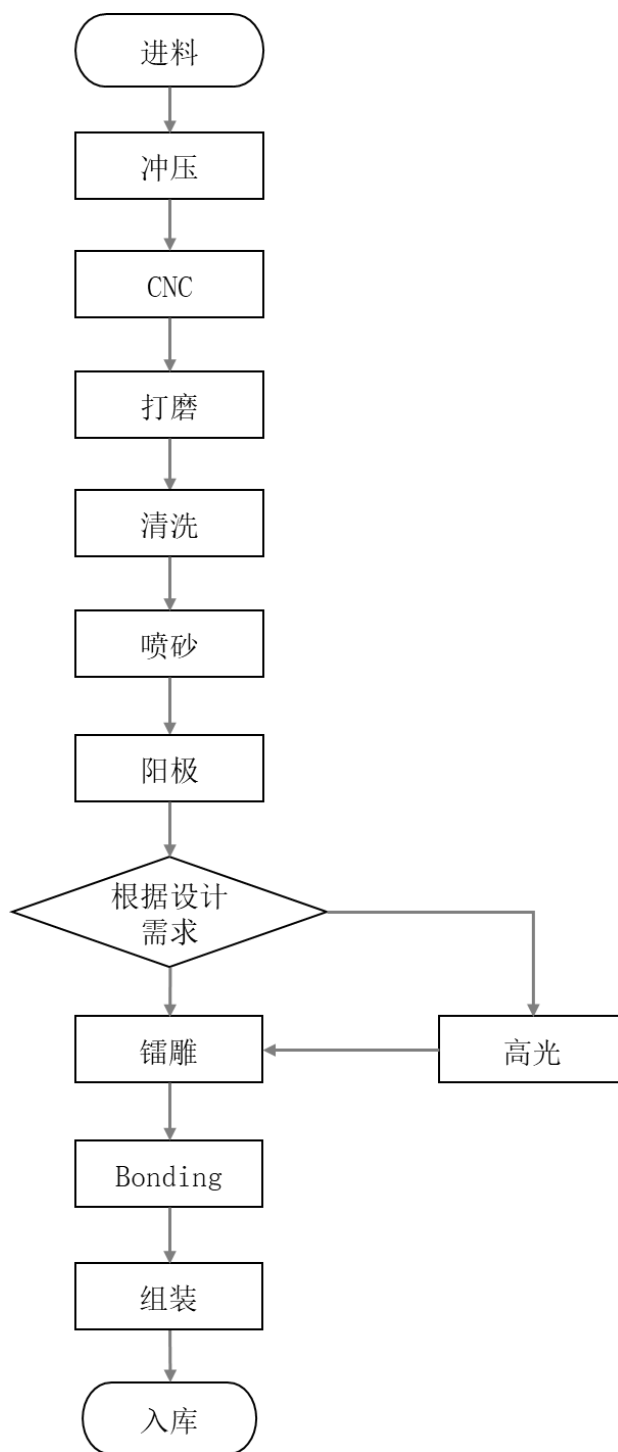 进料
冲压
CNC
打磨
清洗
喷砂
阳极
根据设计
需求
镭雕
高光
Bonding
组装
入库